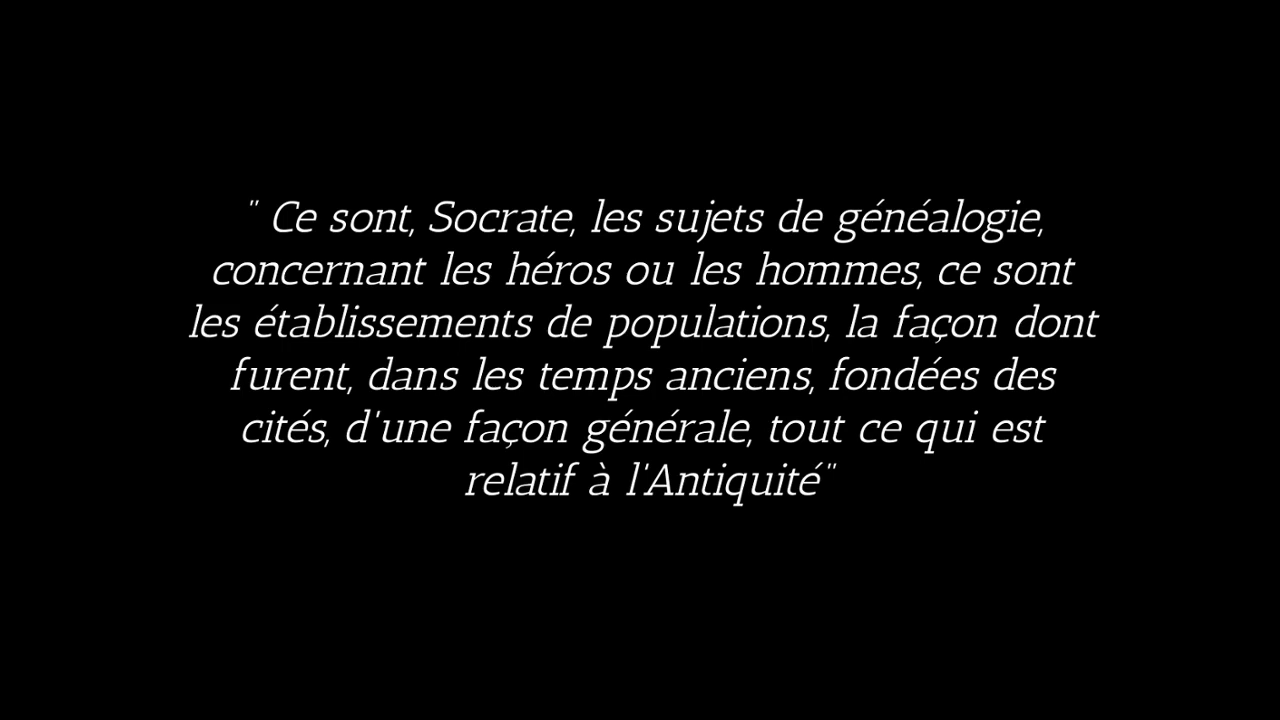 " Ce sont, Socrate, les sujets de généalogie,
concernant les héros ou les hommes, ce sont
les établissements de populations, la façon dont
furent, dans les temps anciens, fondées des
cités, d'une façon générale, tout ce qui est
relatif à l'Antiquité"